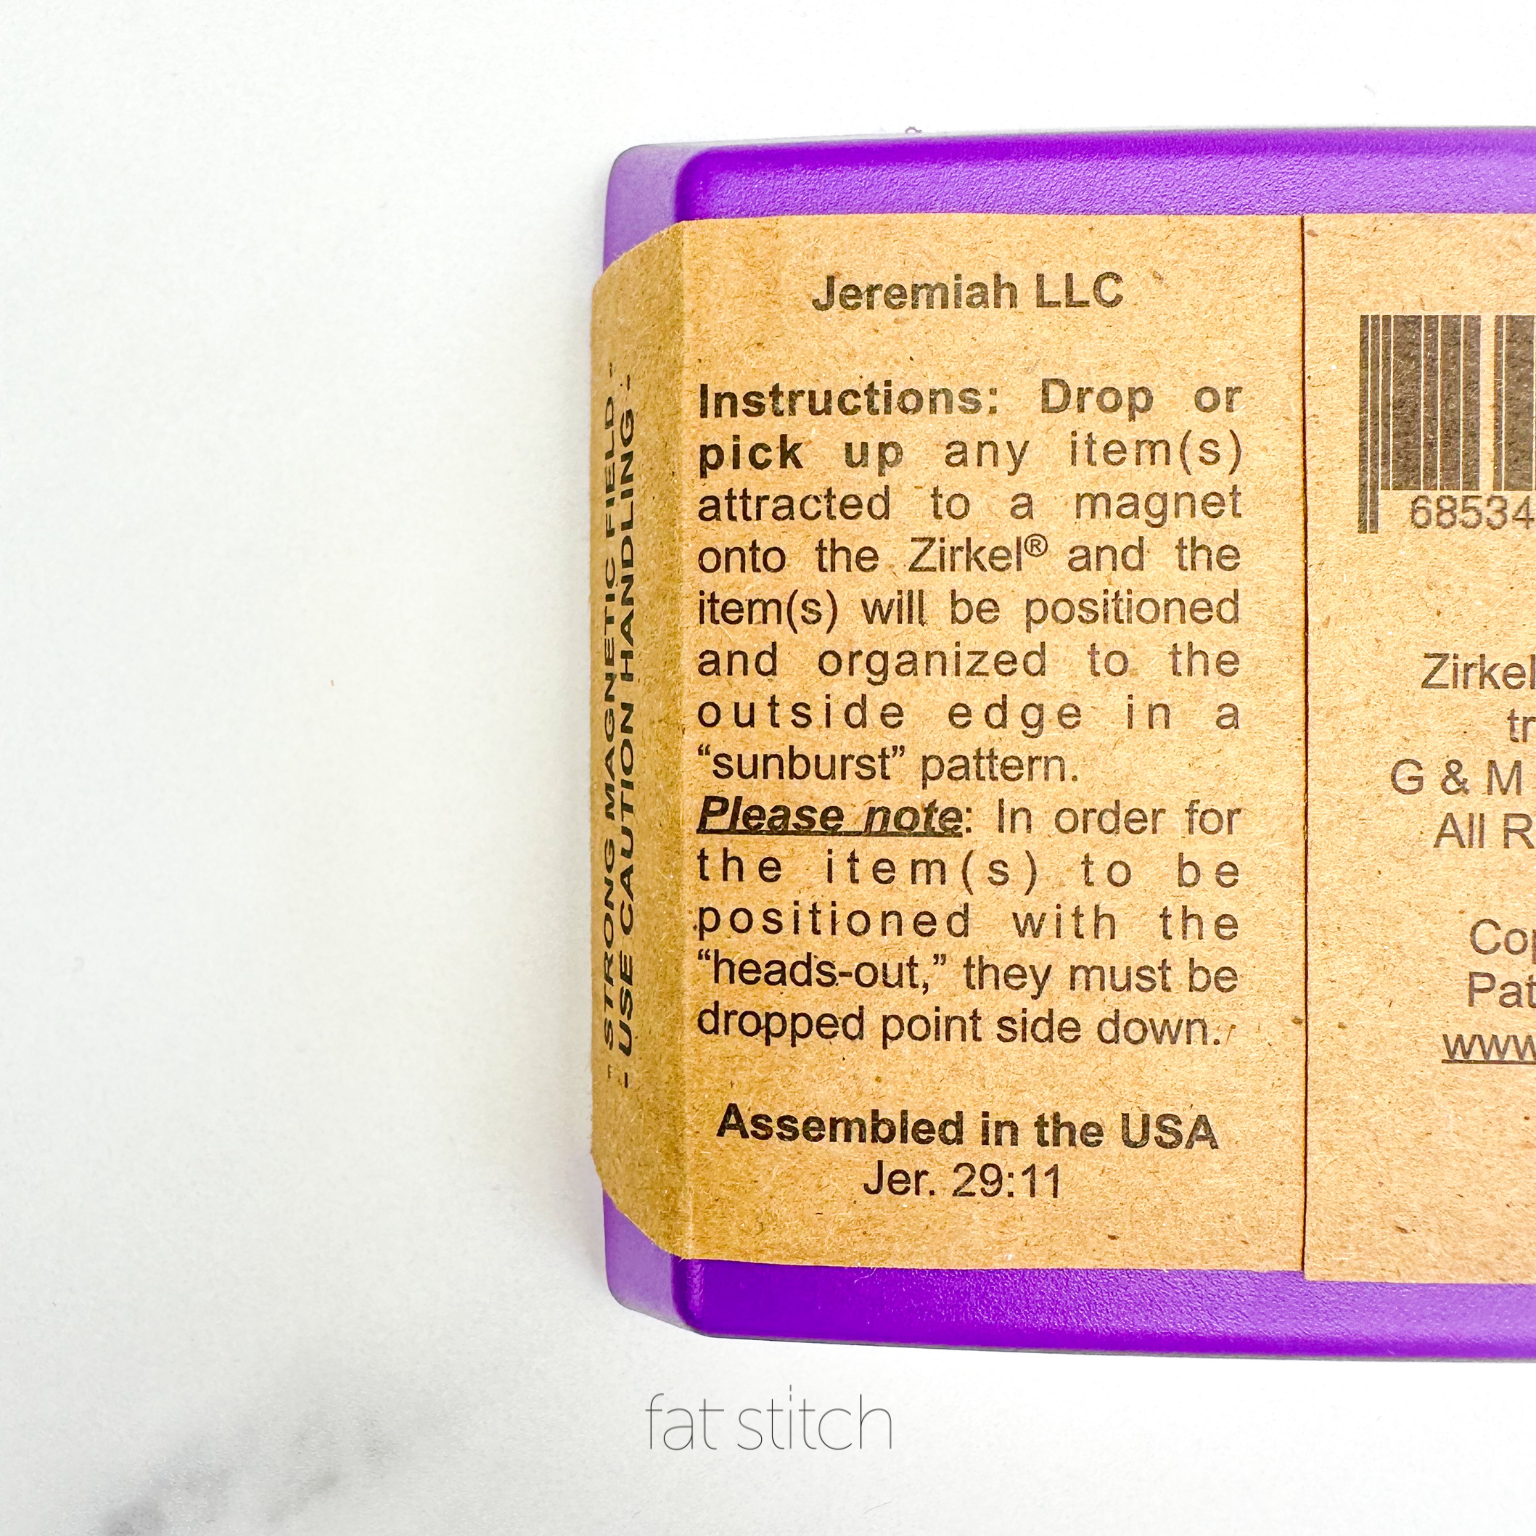 Jeremiah LLC
Instructions: Drop or
pick up any item(s)
attracted to a magnet
onto the Zirkel® and the
item(s) will be positioned
and organized to the
outside edge in a
“sunburst” pattern.
Please note: In order for
the item(s) to be
positioned with the
“heads-out,” they must be
dropped point side down.
Assembled in the USA
Jer. 29:11
- STRONG MAGNETIC FIELD -
- USE CAUTION HANDLING -
68534
Zirkel
G & M
All R
www
fat stitch